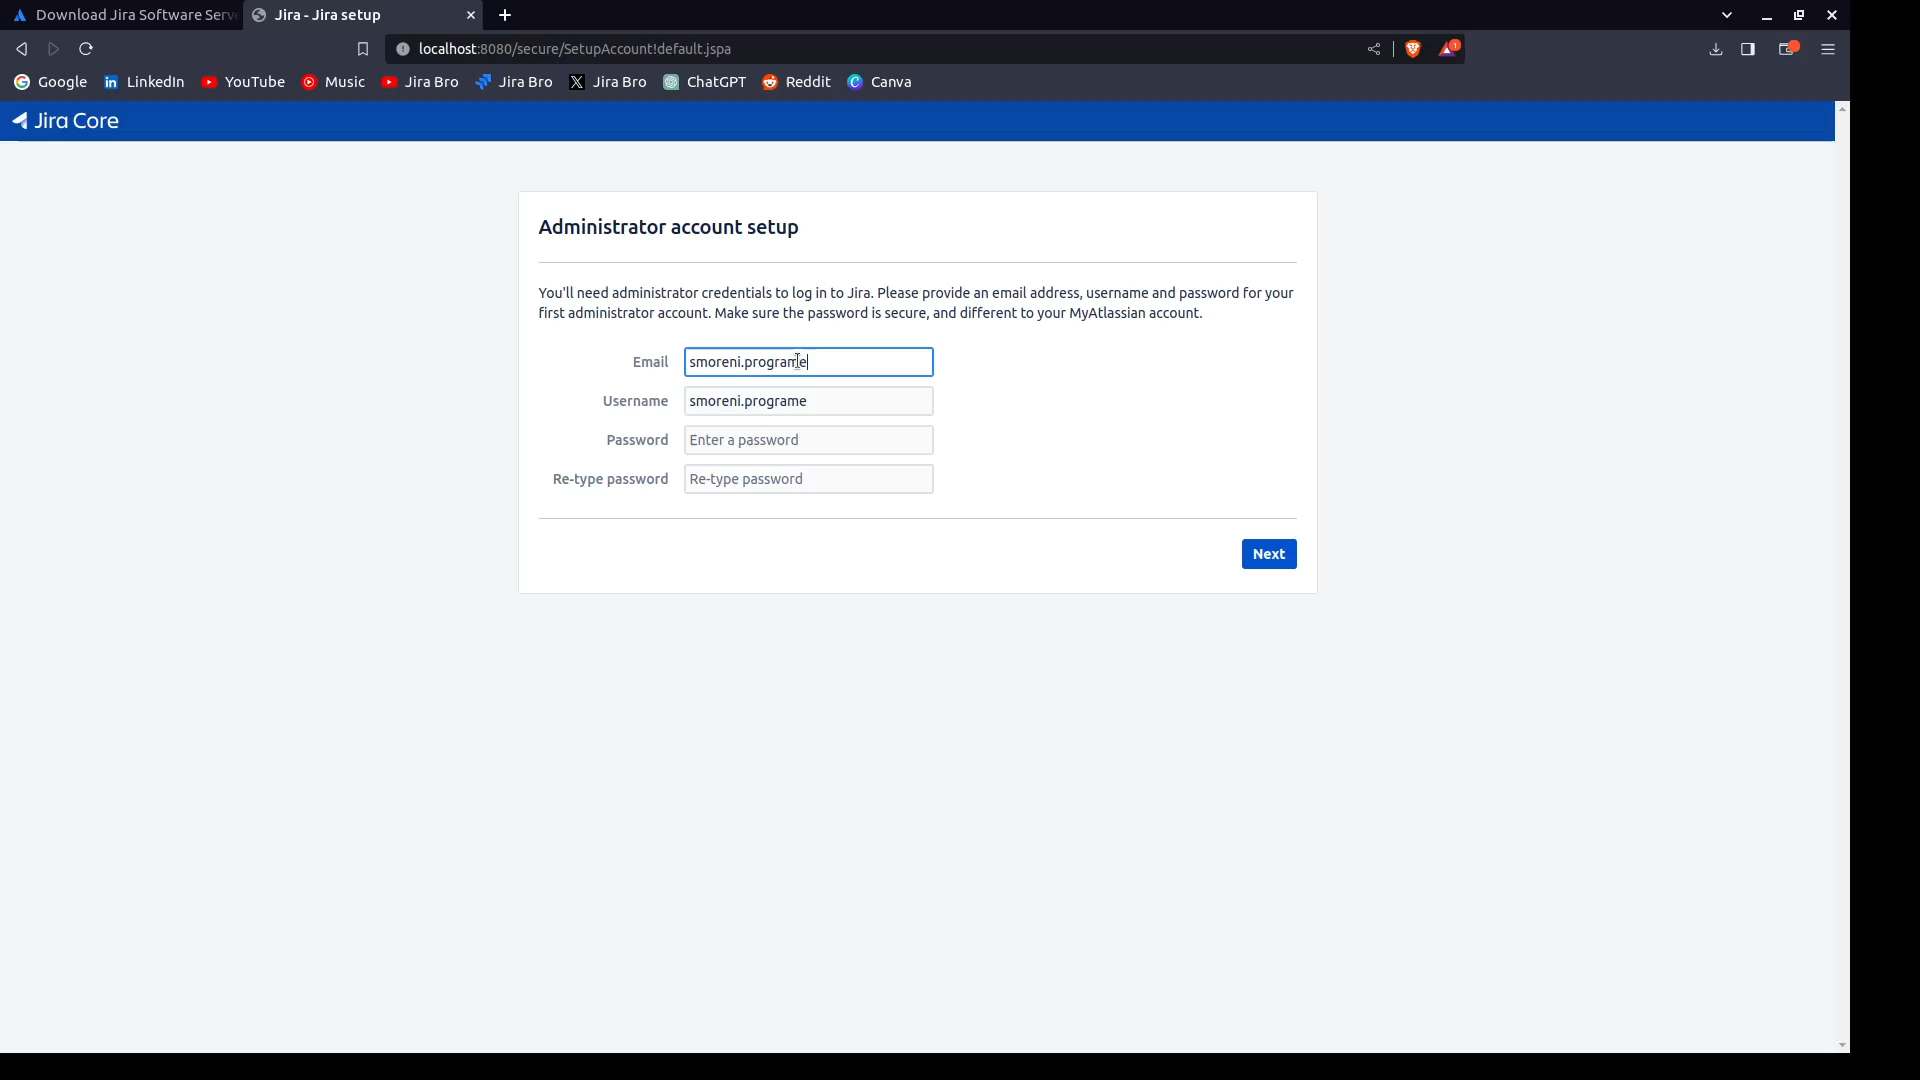 Download Jira Software Serv
Jira - Jira setup
localhost:8080/secure/SetupAccount!default.jspa
1
Google
LinkedIn
YouTube
Music
Jira Bro
Jira Bro
Jira Bro
ChatGPT
Reddit
Canva
Jira Core
Administrator account setup
You'll need administrator credentials to log in to Jira. Please provide an email address, username and password for your
first administrator account. Make sure the password is secure, and different to your MyAtlassian account.
Email
smoreni.programe
Username
smoreni.programe
Password
Enter a password
Re-type password
Re-type password
Next